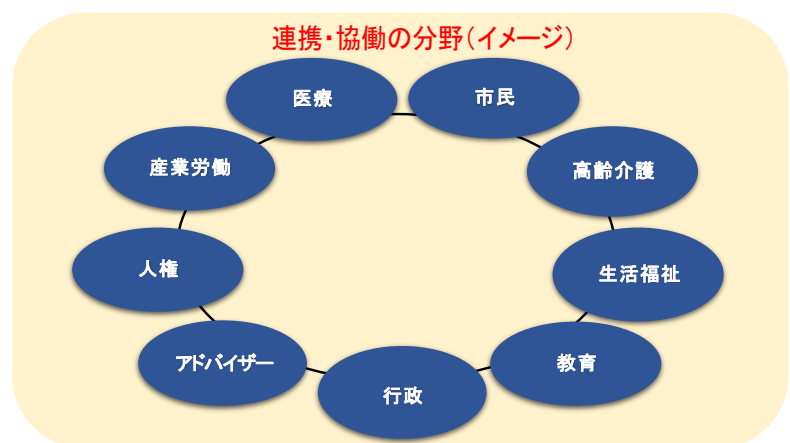 連携・協働の分野（イメージ）
医療
市民
産業労働
高齢介護
人権
生活福祉
アドバイザー
教育
行政